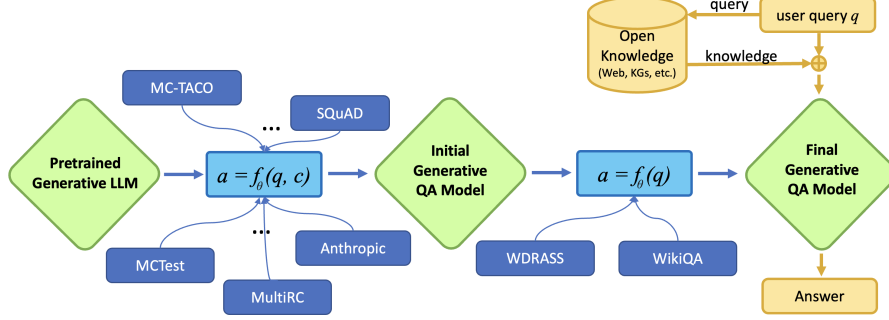 query
user query q
Open
Knowledge
(Web, KGs, etc.)
knowledge
MC-TACO
...
SQuAD
Pretrained
Generative LLM
a = fθ(q, c)
Initial
Generative
QA Model
a = fθ(q)
Final
Generative
QA Model
...
MCTest
Anthropic
MultiRC
WDRASS
WikiQA
Answer